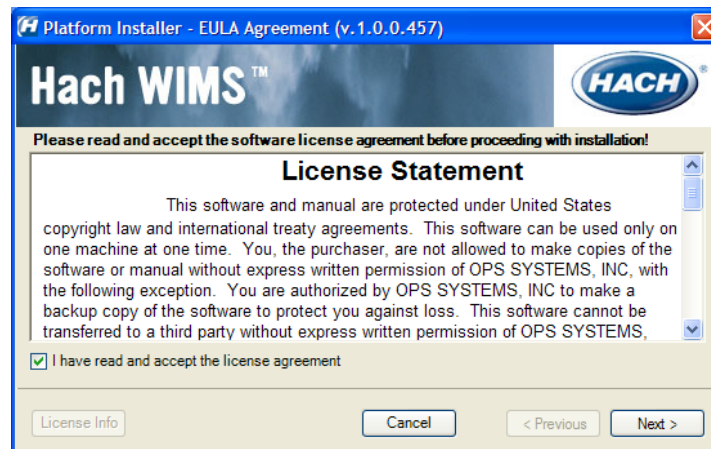 Platform Installer - EULA Agreement (v.1.0.0.457)
Hach WIMS™
HACH®
Please read and accept the software license agreement before proceeding with installation!
License Statement
This software and manual are protected under United States
copyright law and international treaty agreements. This software can be used only on
one machine at one time. You, the purchaser, are not allowed to make copies of the
software or manual without express written permission of OPS SYSTEMS, INC, with
the following exception. You are authorized by OPS SYSTEMS, INC to make a
backup copy of the software to protect you against loss. This software cannot be
transferred to a third party without express written permission of OPS SYSTEMS,
I have read and accept the license agreement
License Info
Cancel
< Previous
Next >